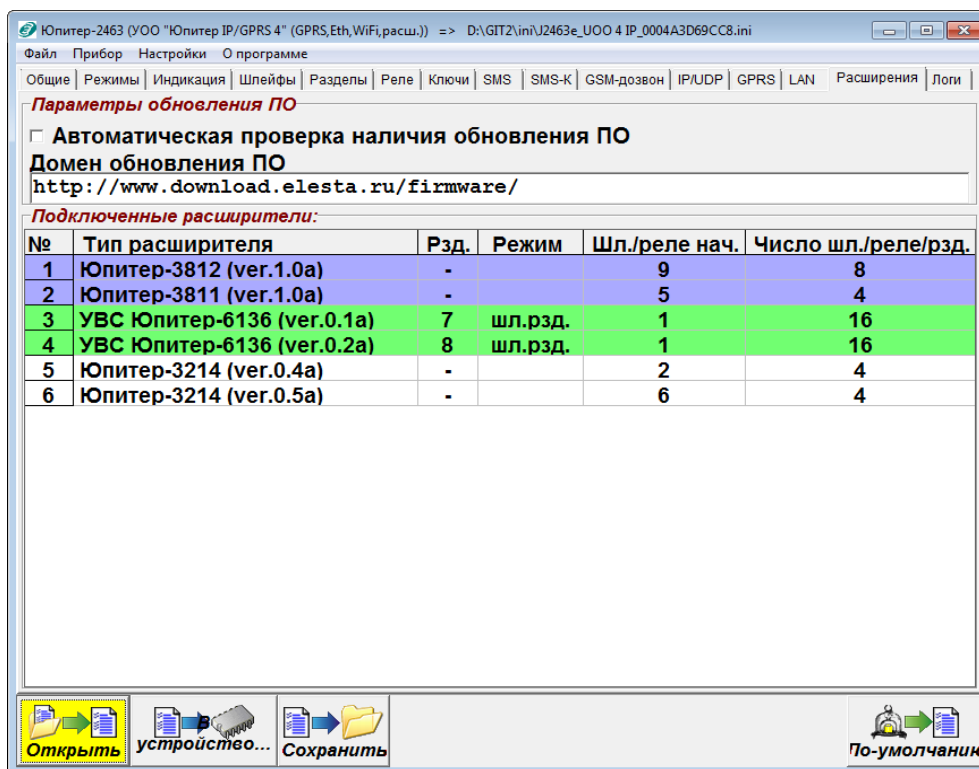 Юпитер-2463 (УОО "Юпитер IP/GPRS 4" (GPRS,Eth,WiFi,расш.)) => D:\GIT2\ini\J2463e_UOO 4 IP_0004A3D69CC8.ini
Файл Прибор Настройки О программе
Общие Режимы Индикация Шлейфы Разделы Реле Ключи SMS SMS-K GSM-дозвон IP/UDP GPRS LAN Расширения Логи
Параметры обновления ПО
Автоматическая проверка наличия обновления ПО
Домен обновления ПО
http://www.download.elesta.ru/firmware/
Подключенные расширители:
№ Тип расширителя Рзд. Режим Шл./реле нач. Число шл./реле/рзд.
1 Юпитер-3812 (ver.1.0a) - 9 8
2 Юпитер-3811 (ver.1.0a) - 5 4
3 УВС Юпитер-6136 (ver.0.1a) 7 шл.рзд. 1 16
4 УВС Юпитер-6136 (ver.0.2a) 8 шл.рзд. 1 16
5 Юпитер-3214 (ver.0.4a) - 2 4
6 Юпитер-3214 (ver.0.5a) - 6 4
Открыть
В
устройство...
Сохранить
По-умолчанию